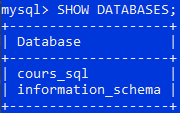 mysql> SHOW DATABASES;
+--------------------+
| Database           |
+--------------------+
| cours_sql          |
| information_schema |
+--------------------+